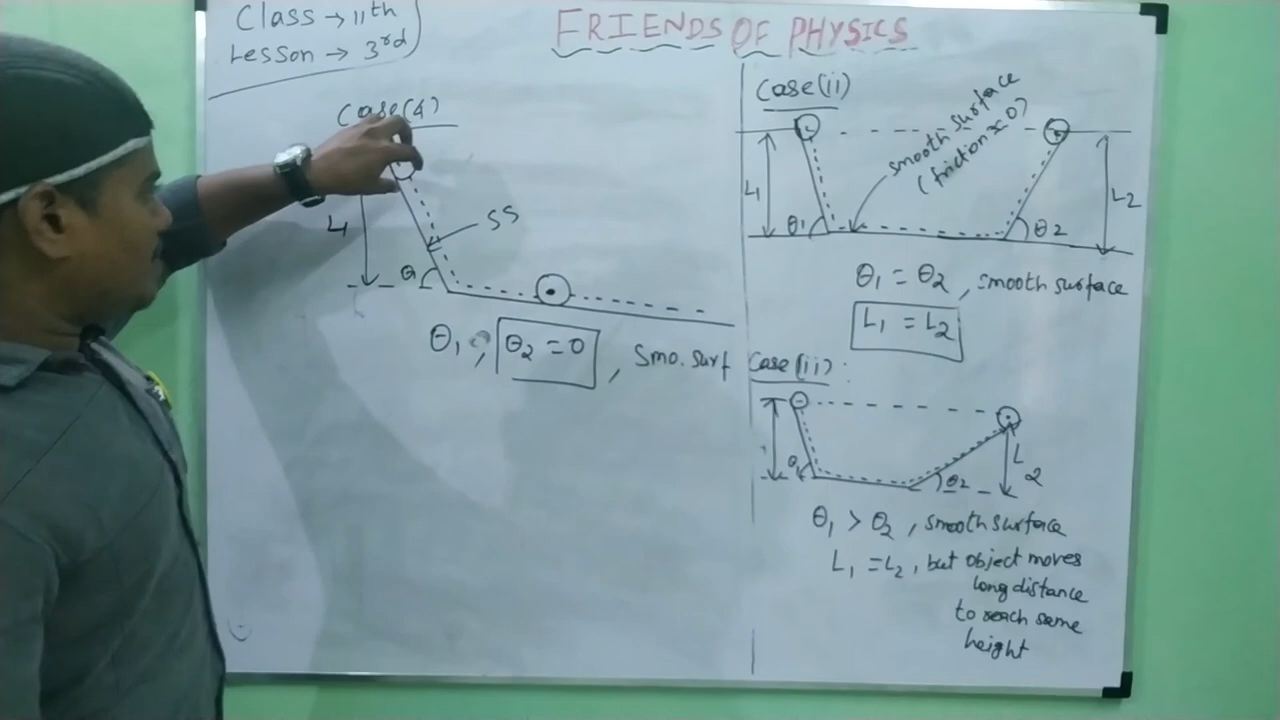 Class → 11th
Lesson → 3rd
FRIENDS OF PHYSICS
Case(4)
L1
SS
θ
θ1 , θ2 = 0 , Smo. surf
Case(ii)
smooth surface
(friction ≈ 0)
L1
θ1
θ2
L2
θ1 = θ2 , smooth surface
L1 = L2
Case(iii):
θ1
θ2
L
2
θ1 > θ2 , smooth surface
L1 = L2 , but object moves
long distance
to reach same
height